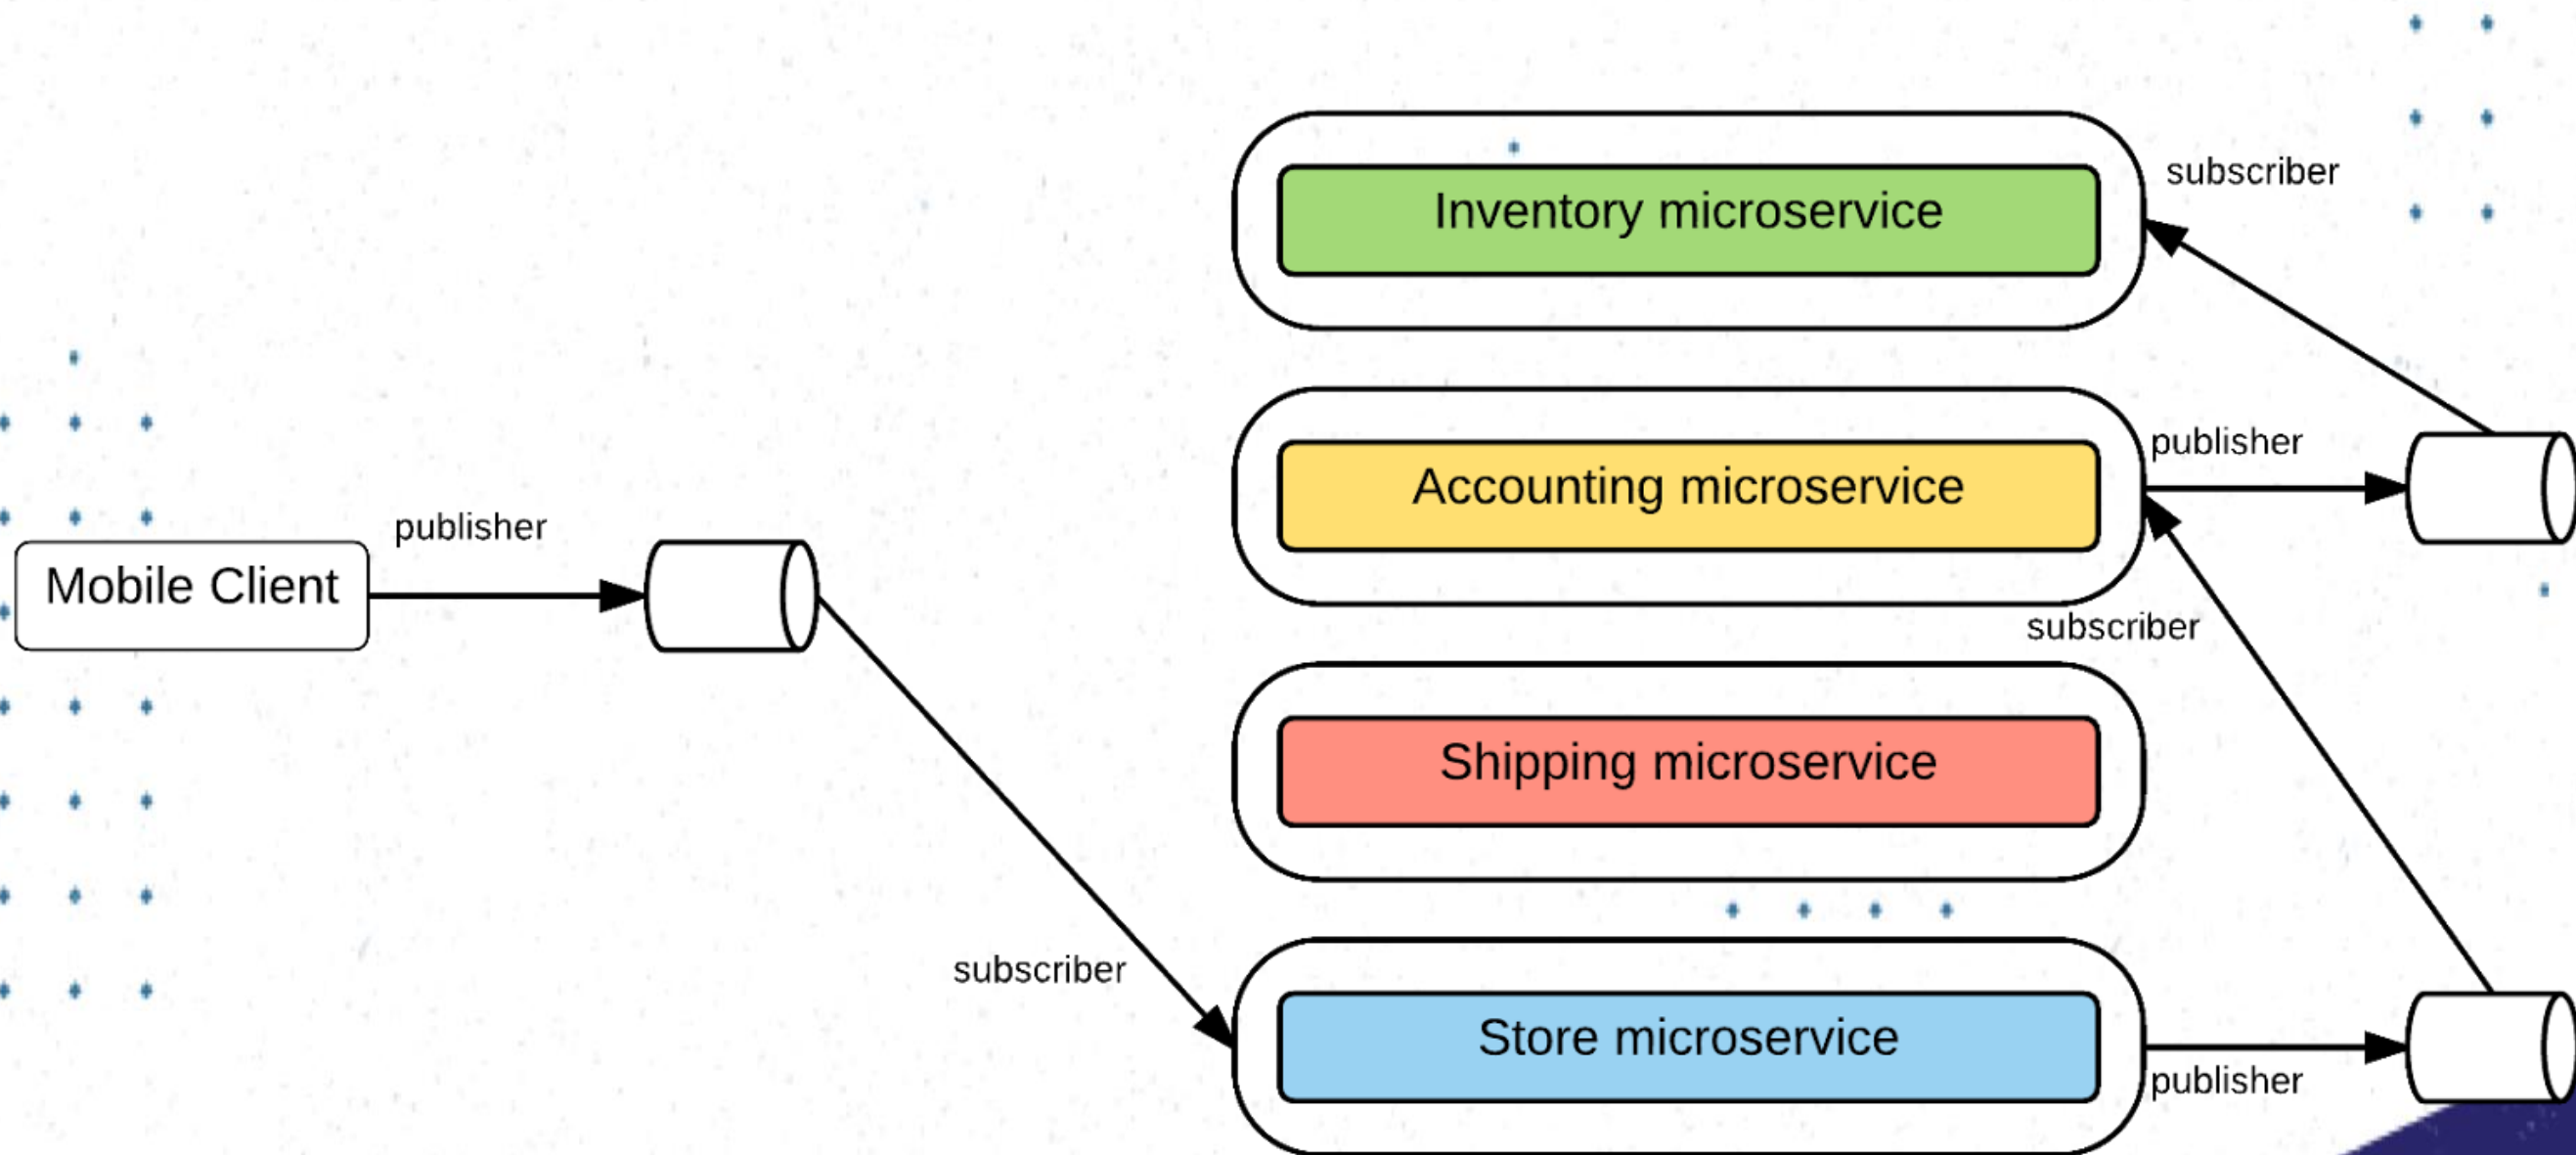 Inventory microservice
subscriber
Accounting microservice
publisher
publisher
Mobile Client
subscriber
Shipping microservice
subscriber
Store microservice
publisher